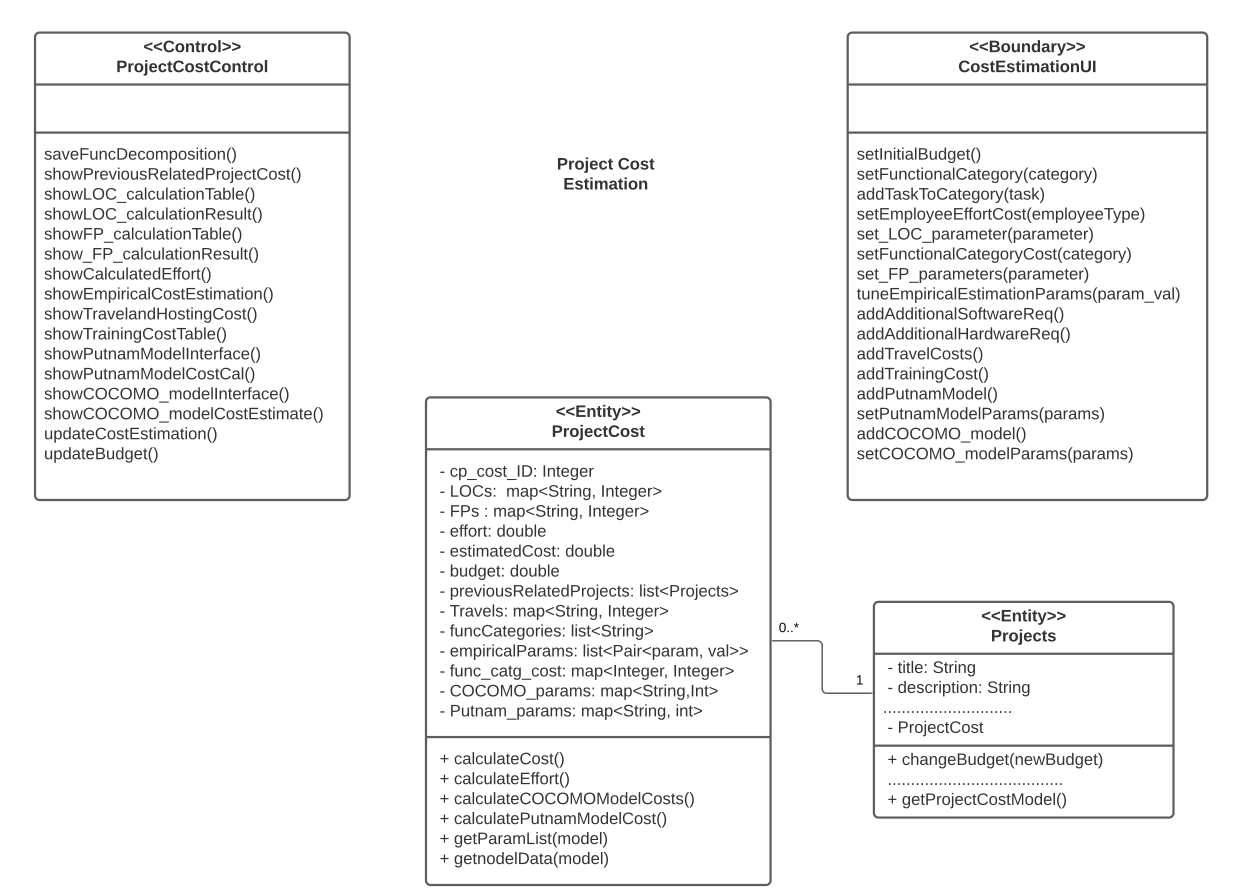 <<Control>>
ProjectCostControl
saveFuncDecomposition()
showPreviousRelatedProjectCost()
showLOC_calculationTable()
showLOC_calculationResult()
showFP_calculationTable()
show_FP_calculationResult()
showCalculatedEffort()
showEmpiricalCostEstimation()
showTravelandHostingCost()
showTrainingCostTable()
showPutnamModelInterface()
showPutnamModelCostCal()
showCOCOMO_modelInterface()
showCOCOMO_modelCostEstimate()
updateCostEstimation()
updateBudget()
Project Cost
Estimation
<<Boundary>>
CostEstimationUI
setInitialBudget()
setFunctionalCategory(category)
addTaskToCategory(task)
setEmployeeEffortCost(employeeType)
set_LOC_parameter(parameter)
setFunctionalCategoryCost(category)
set_FP_parameters(parameter)
tuneEmpiricalEstimationParams(param_val)
addAdditionalSoftwareReq()
addAdditionalHardwareReq()
addTravelCosts()
addTrainingCost()
addPutnamModel()
setPutnamModelParams(params)
addCOCOMO_model()
setCOCOMO_modelParams(params)
<<Entity>>
ProjectCost
- cp_cost_ID: Integer
- LOCs:  map<String, Integer>
- FPs : map<String, Integer>
- effort: double
- estimatedCost: double
- budget: double
- previousRelatedProjects: list<Projects>
- Travels: map<String, Integer>
- funcCategories: list<String>
- empiricalParams: list<Pair<param, val>>
- func_catg_cost: map<Integer, Integer>
- COCOMO_params: map<String,Int>
- Putnam_params: map<String, int>
+ calculateCost()
+ calculateEffort()
+ calculateCOCOMOModelCosts()
+ calculatePutnamModelCost()
+ getParamList(model)
+ getnodelData(model)
0..*
1
<<Entity>>
Projects
- title: String
- description: String
............................
- ProjectCost
+ changeBudget(newBudget)
......................................
+ getProjectCostModel()